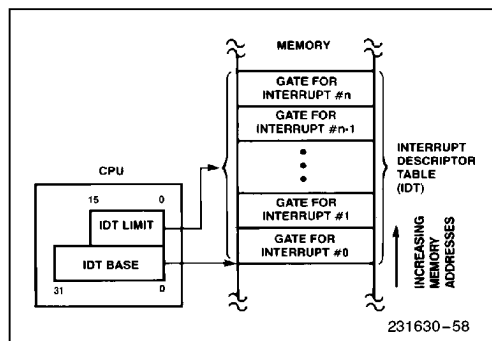 MEMORY
GATE FOR
INTERRUPT #n
GATE FOR
INTERRUPT #n-1
CPU
15 0
IDT LIMIT
IDT BASE
31 0
GATE FOR
INTERRUPT #1
GATE FOR
INTERRUPT #0
INTERRUPT
DESCRIPTOR
TABLE
(IDT)
INCREASING
MEMORY
ADDRESSES
231630-58